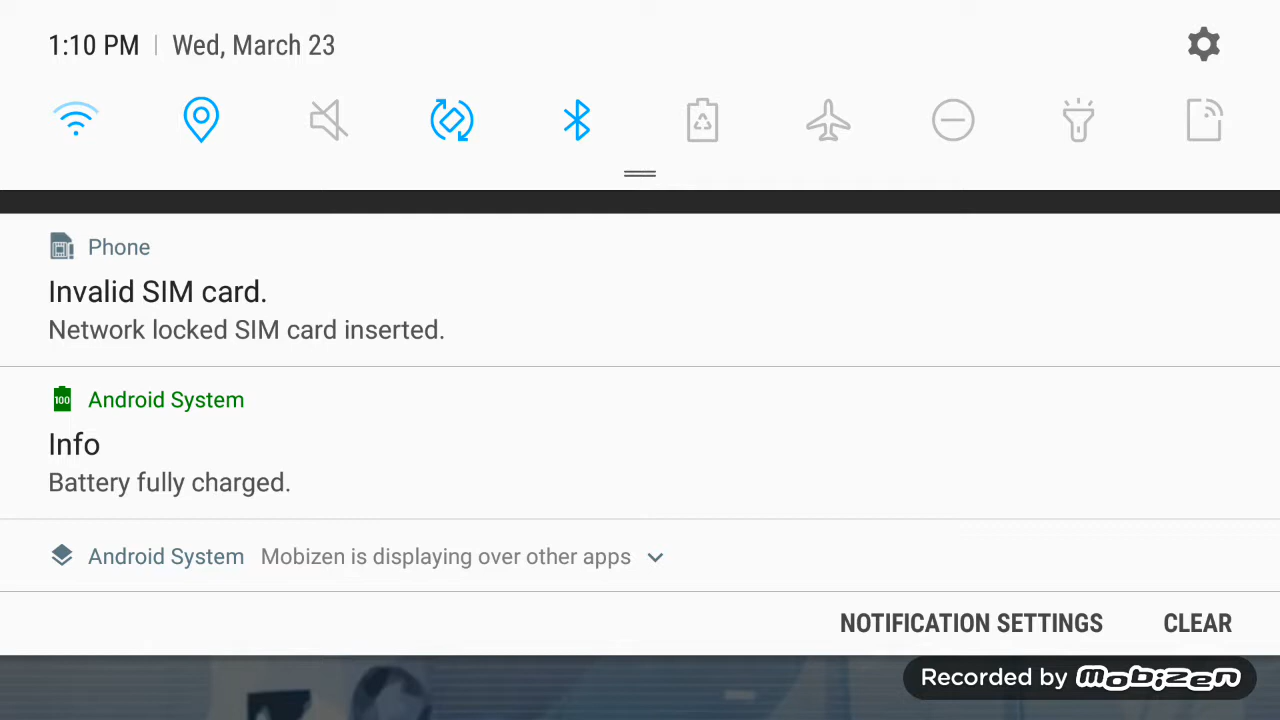 1:10 PM | Wed, March 23
Phone
Invalid SIM card.
Network locked SIM card inserted.
100 Android System
Info
Battery fully charged.
Android System Mobizen is displaying over other apps
NOTIFICATION SETTINGS CLEAR
Recorded by mobizen